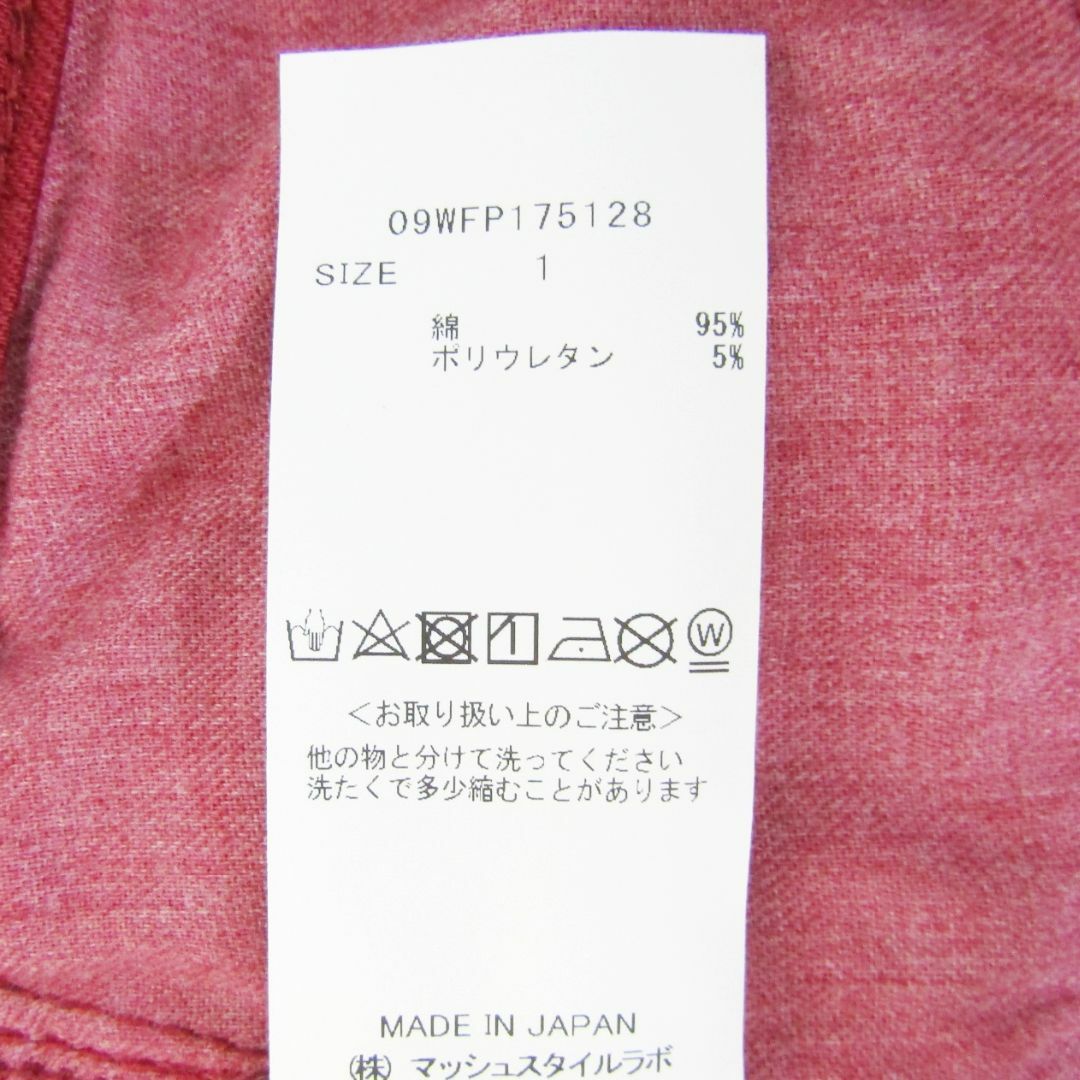 09WFP175128
SIZE 1
綿 95%
ポリウレタン 5%
W
＜お取り扱い上のご注意＞
他の物と分けて洗ってください
洗たくで多少縮むことがあります
MADE IN JAPAN
(株) マッシュスタイルラボ